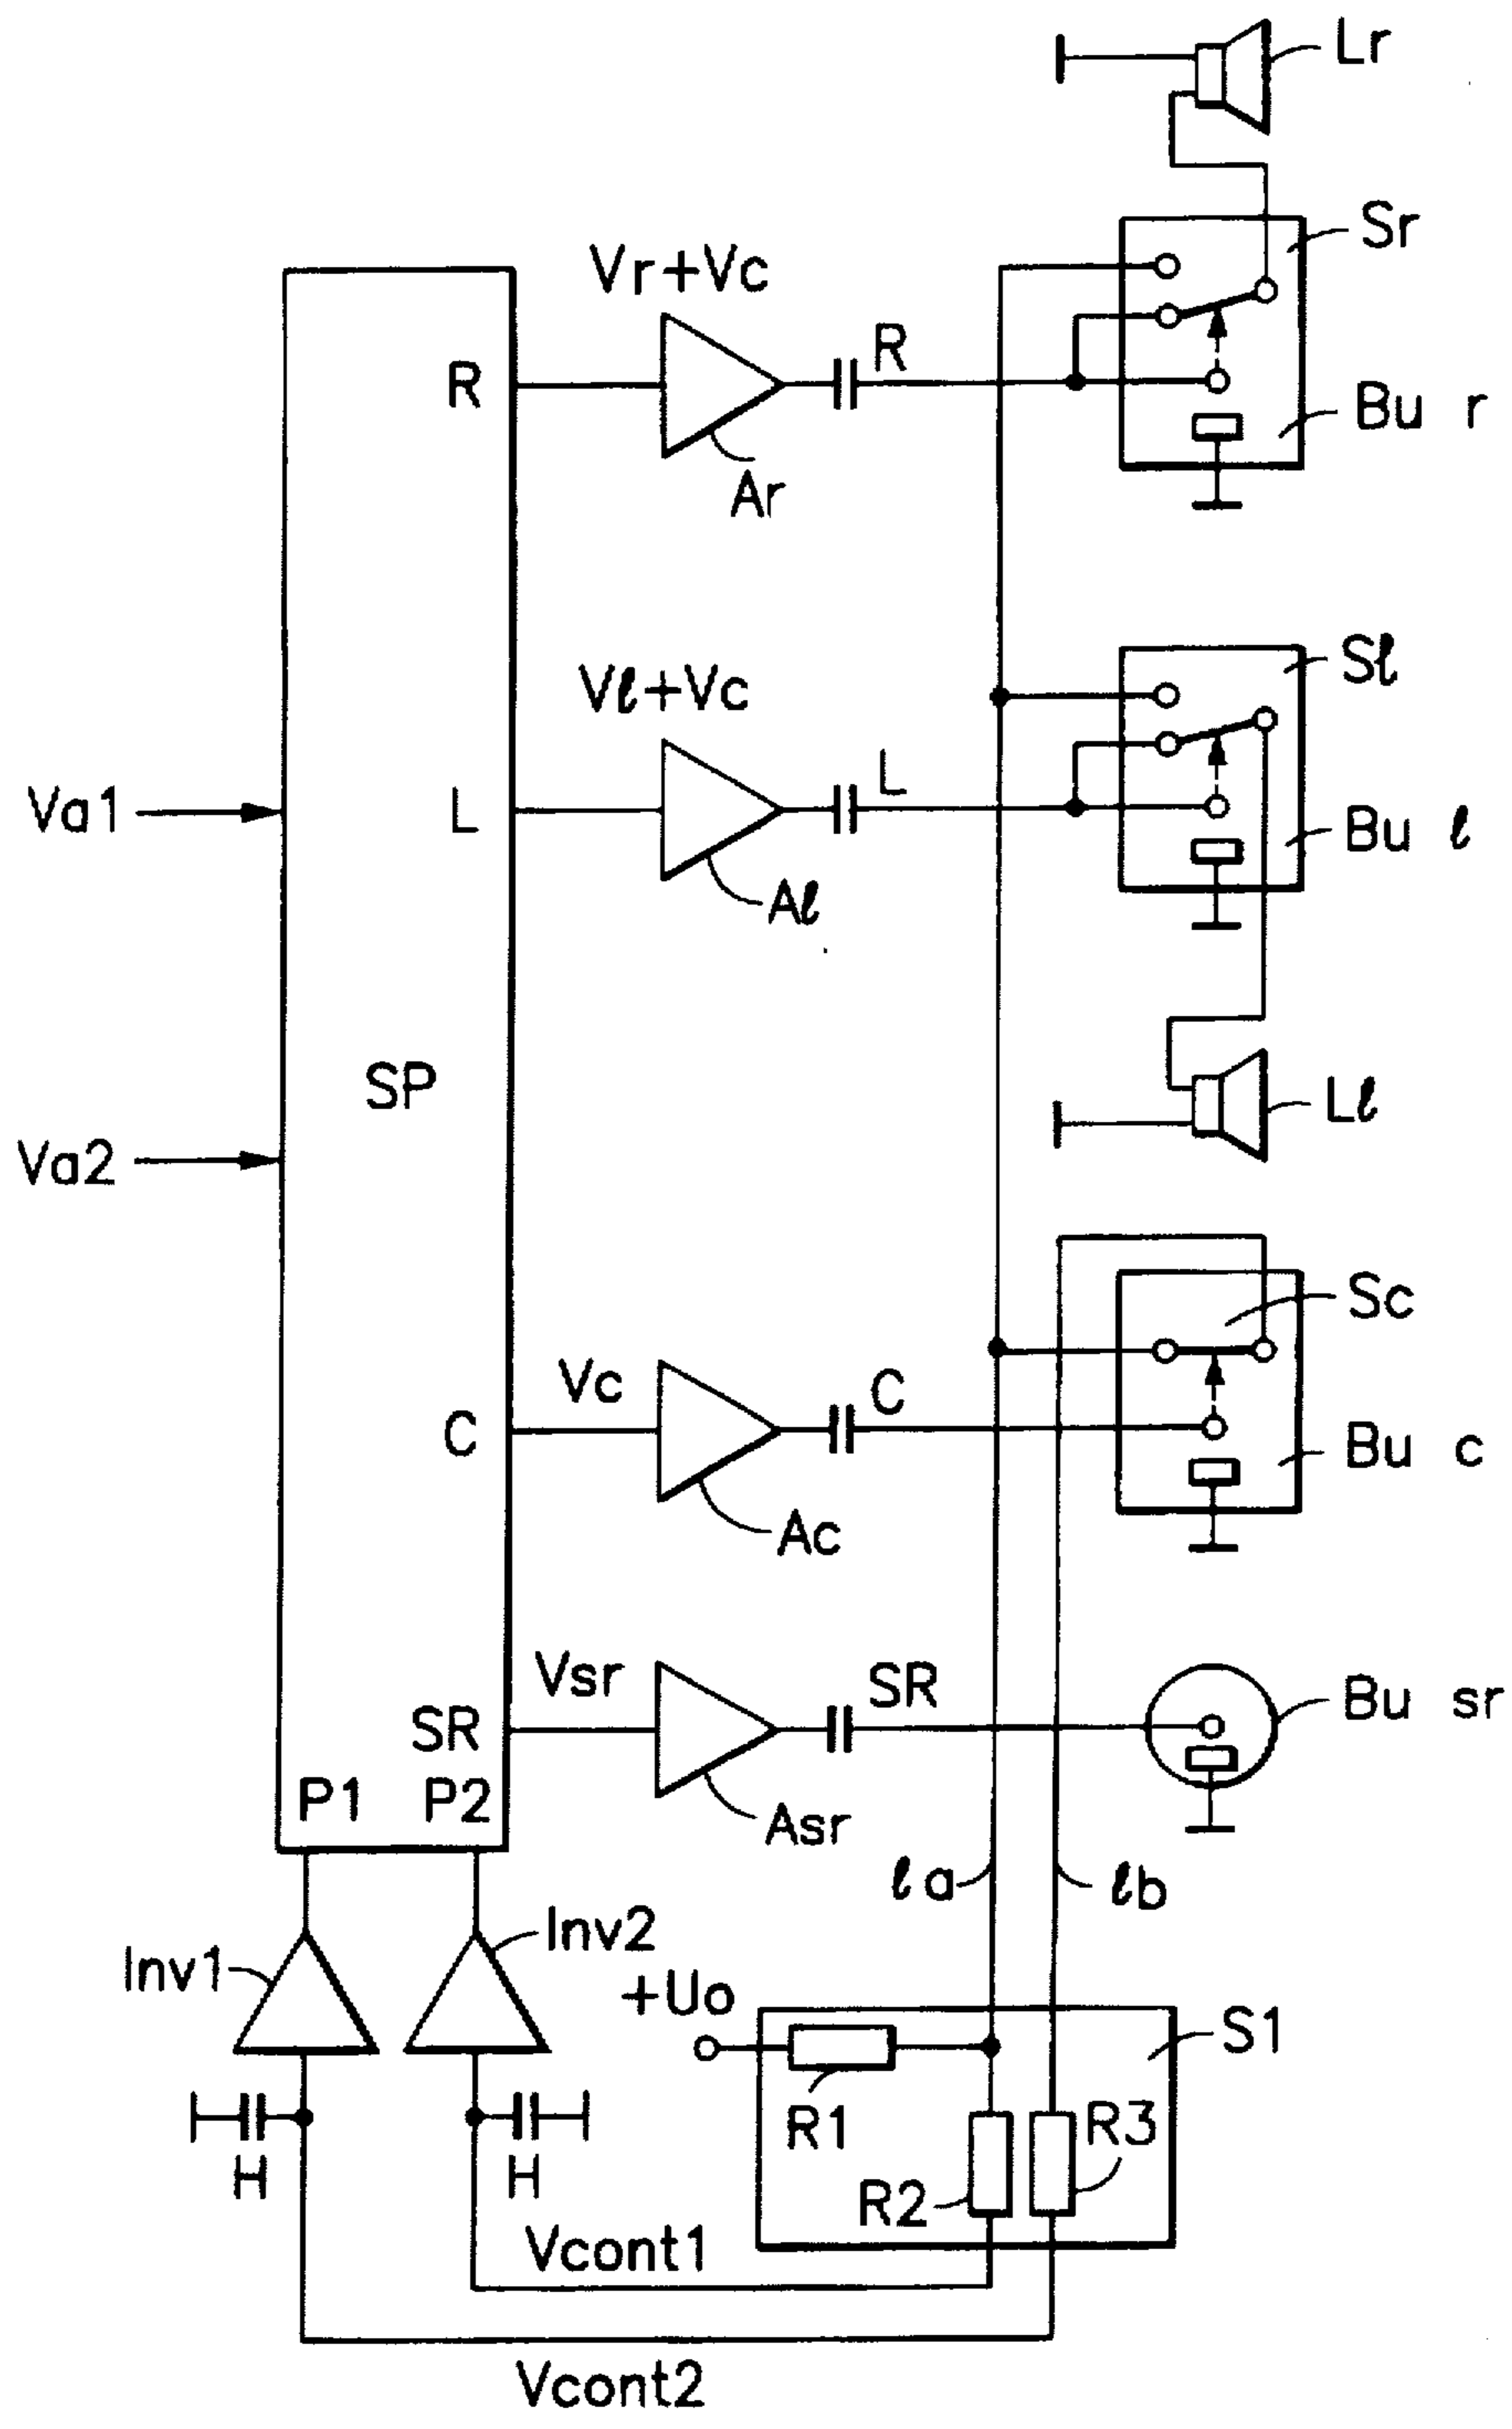 Lr
Sr
Vr+Vc
R
R
Bu r
Ar
Sℓ
Vℓ+Vc
L
L
Va1
Bu ℓ
Aℓ
SP
Lℓ
Va2
Sc
Vc
C
C
Bu c
Ac
Vsr
SR
SR
Bu sr
P1 P2
Asr
ℓa
ℓb
Inv1
Inv2
+Uo
S1
R1
R3
H
H
R2
Vcont1
Vcont2